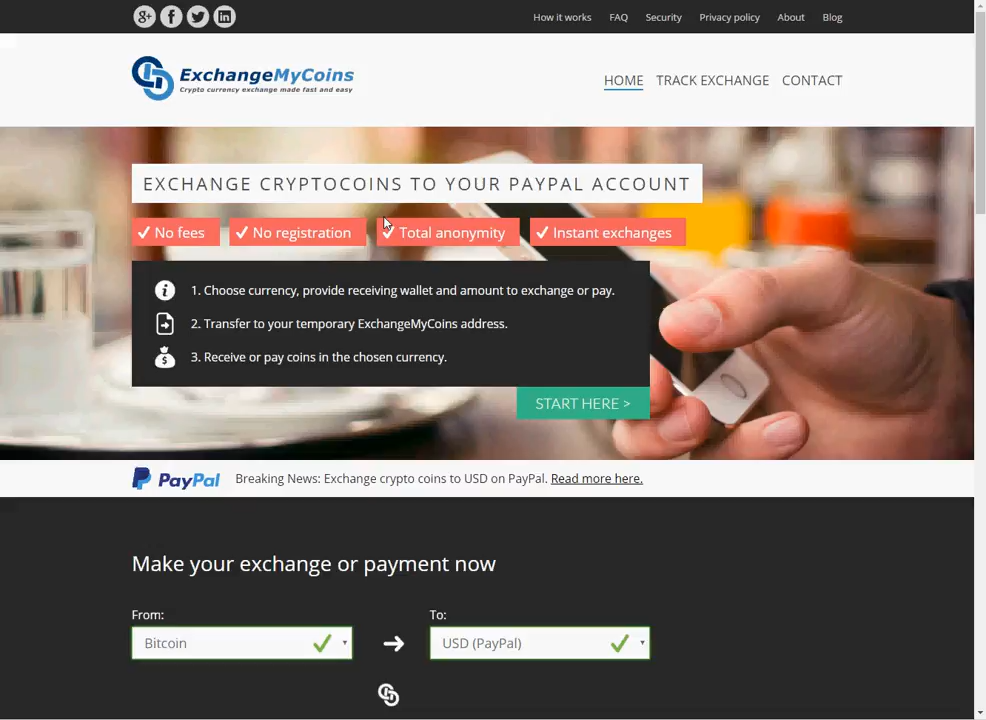 How it works FAQ Security Privacy policy About Blog
ExchangeMyCoins
Crypto currency exchange made fast and easy
HOME TRACK EXCHANGE CONTACT
EXCHANGE CRYPTOCOINS TO YOUR PAYPAL ACCOUNT
No fees No registration Total anonymity Instant exchanges
1. Choose currency, provide receiving wallet and amount to exchange or pay.
2. Transfer to your temporary ExchangeMyCoins address.
3. Receive or pay coins in the chosen currency.
START HERE >
PayPal Breaking News: Exchange crypto coins to USD on PayPal. Read more here.
Make your exchange or payment now
From: To:
Bitcoin USD (PayPal)